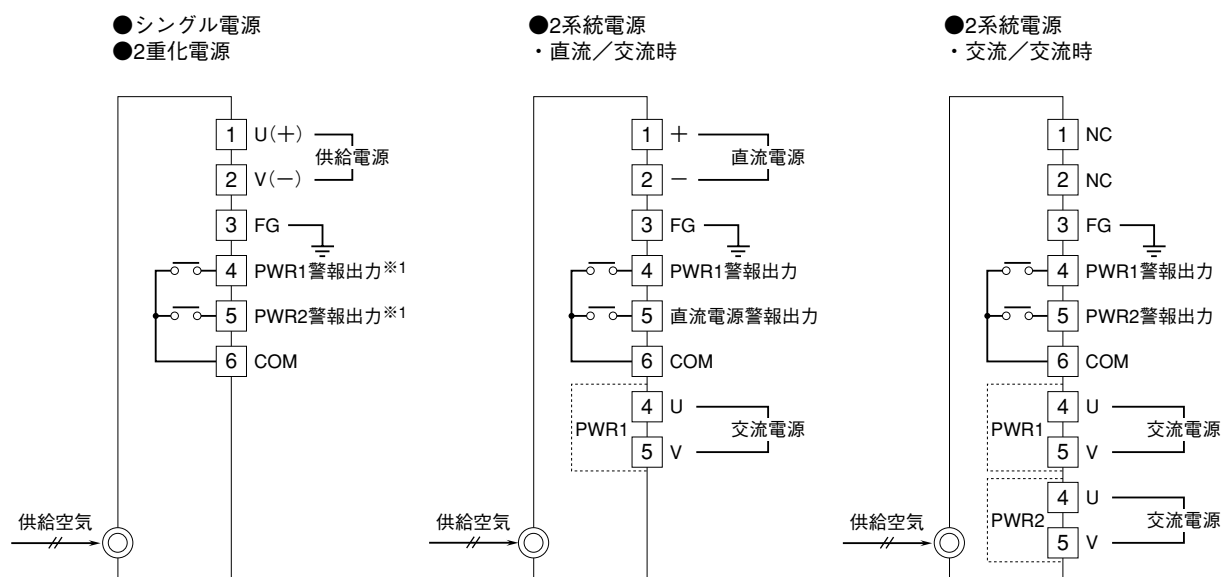 ●シングル電源
●2重化電源
1 U(＋)
供給電源
2 V(－)
3 FG
4 PWR1警報出力※1
5 PWR2警報出力※1
6 COM
供給空気
●2系統電源
・直流／交流時
1 ＋
直流電源
2 －
3 FG
4 PWR1警報出力
5 直流電源警報出力
6 COM
PWR1
4 U
交流電源
5 V
供給空気
●2系統電源
・交流／交流時
1 NC
2 NC
3 FG
4 PWR1警報出力
5 PWR2警報出力
6 COM
PWR1
4 U
交流電源
5 V
PWR2
4 U
交流電源
5 V
供給空気